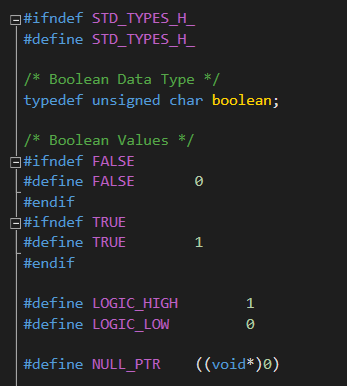 #ifndef STD_TYPES_H_
#define STD_TYPES_H_
/* Boolean Data Type */
typedef unsigned char boolean;
/* Boolean Values */
#ifndef FALSE
#define FALSE 0
#endif
#ifndef TRUE
#define TRUE 1
#endif
#define LOGIC_HIGH 1
#define LOGIC_LOW 0
#define NULL_PTR ((void*)0)